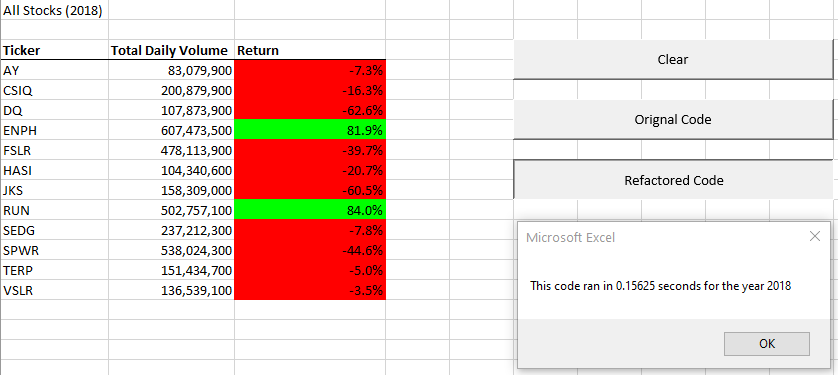 All Stocks (2018)
Ticker Total Daily Volume Return
AY 83,079,900 -7.3%
CSIQ 200,879,900 -16.3%
DQ 107,873,900 -62.6%
ENPH 607,473,500 81.9%
FSLR 478,113,900 -39.7%
HASI 104,340,600 -20.7%
JKS 158,309,000 -60.5%
RUN 502,757,100 84.0%
SEDG 237,212,300 -7.8%
SPWR 538,024,300 -44.6%
TERP 151,434,700 -5.0%
VSLR 136,539,100 -3.5%
Clear
Orignal Code
Refactored Code
Microsoft Excel
This code ran in 0.15625 seconds for the year 2018
OK